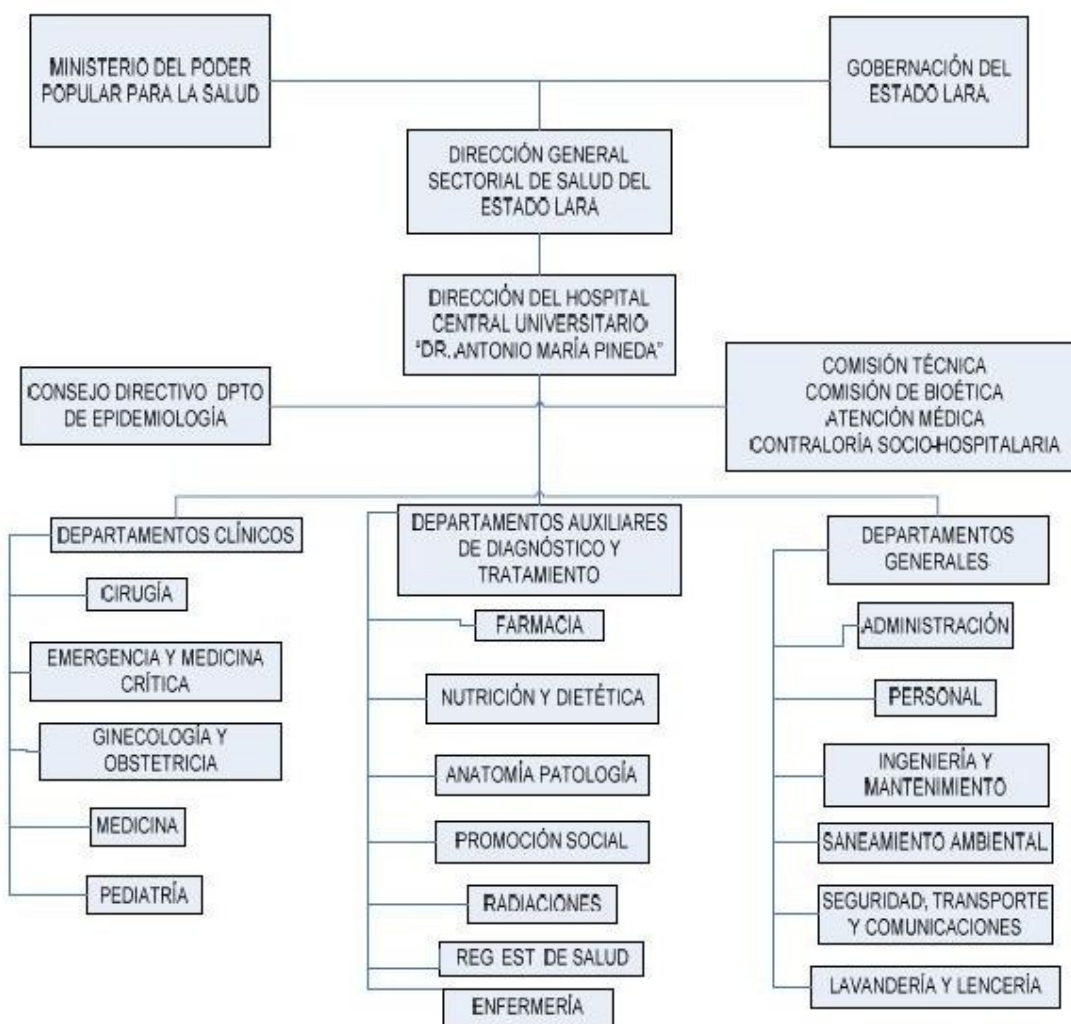 MINISTERIO DEL PODER
POPULAR PARA LA SALUD
GOBERNACIÓN DEL
ESTADO LARA.
DIRECCIÓN GENERAL
SECTORIAL DE SALUD DEL
ESTADO LARA
DIRECCIÓN DEL HOSPITAL
CENTRAL UNIVERSITARIO
"DR. ANTONIO MARÍA PINEDA"
CONSEJO DIRECTIVO DPTO
DE EPIDEMIOLOGÍA
COMISIÓN TÉCNICA
COMISIÓN DE BIOÉTICA
ATENCIÓN MÉDICA
CONTRALORÍA SOCIO-HOSPITALARIA
DEPARTAMENTOS CLÍNICOS
CIRUGÍA
EMERGENCIA Y MEDICINA
CRÍTICA
GINECOLOGÍA Y
OBSTETRICIA
MEDICINA
PEDIATRÍA
DEPARTAMENTOS AUXILIARES
DE DIAGNÓSTICO Y
TRATAMIENTO
FARMACIA
NUTRICIÓN Y DIETÉTICA
ANATOMÍA PATOLOGÍA
PROMOCIÓN SOCIAL
RADIACIONES
REG EST DE SALUD
ENFERMERÍA
DEPARTAMENTOS
GENERALES
ADMINISTRACIÓN
PERSONAL
INGENIERÍA Y
MANTENIMIENTO
SANEAMIENTO AMBIENTAL
SEGURIDAD, TRANSPORTE
Y COMUNICACIONES
LAVANDERÍA Y LENCERÍA